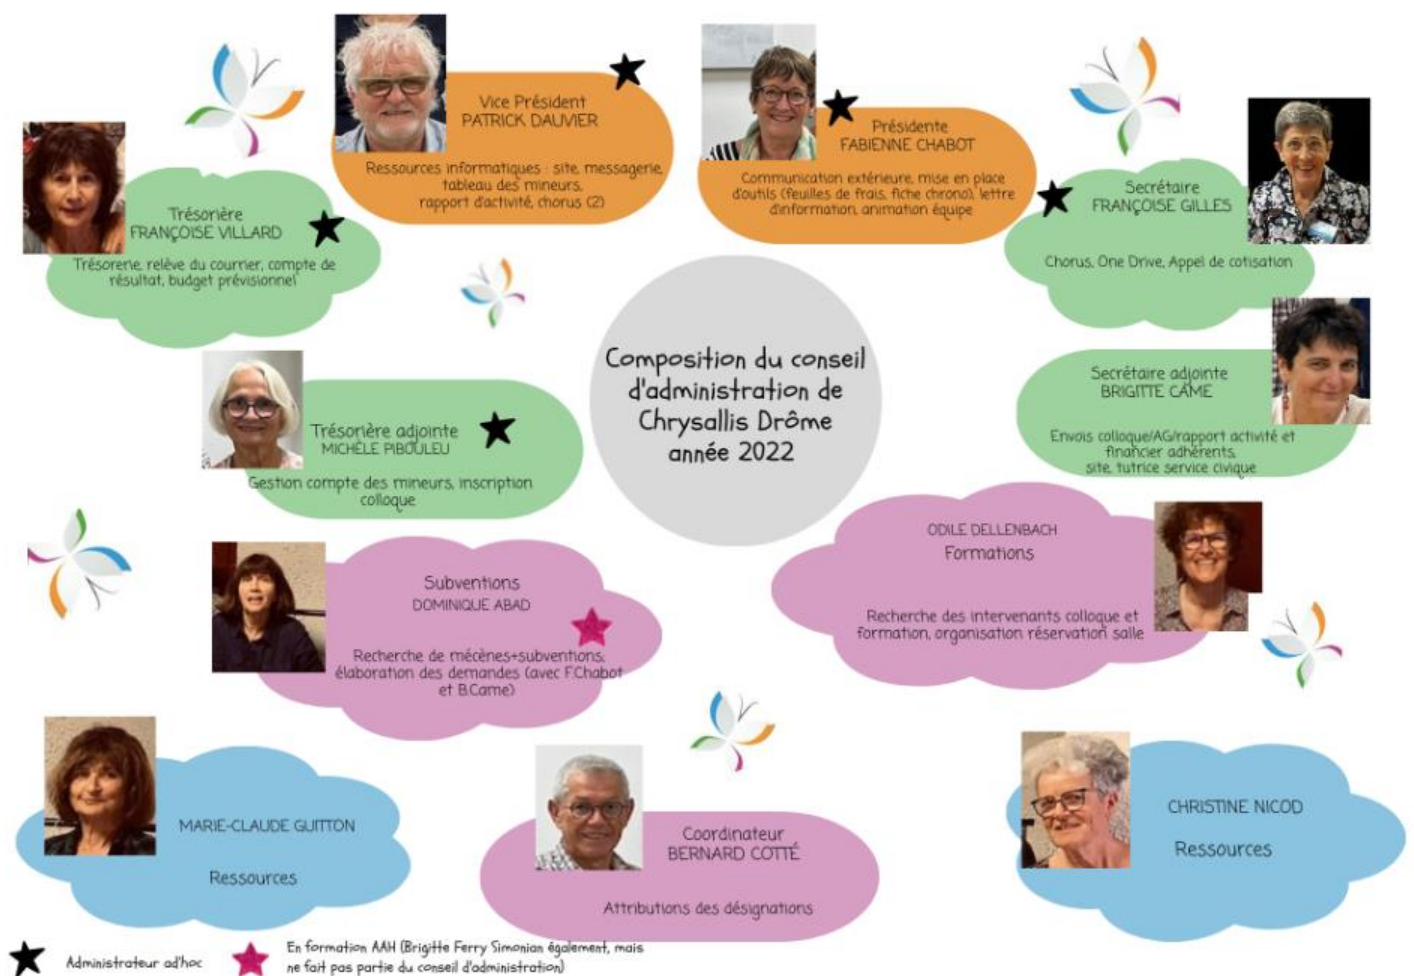 Vice Président
PATRICK DAUVIER
Ressources informatiques : site, messagerie,
tableau des mineurs,
rapport d'activité, chorus (2)
Présidente
FABIENNE CHABOT
Communication extérieure, mise en place
d'outils (feuilles de frais, fiche chrono), lettre
d'information, animation équipe
Trésorière
FRANÇOISE VILLARD
Trésorerie, relève du courrier, compte de
résultat, budget prévisionnel
Secrétaire
FRANÇOISE GILLES
Chorus, One Drive, Appel de cotisation
Composition du conseil
d'administration de
Chrysallis Drôme
année 2022
Trésorière adjointe
MICHÈLE PIBOULEU
Gestion compte des mineurs, inscription
colloque
Secrétaire adjointe
BRIGITTE CAME
Envois colloque/AG/rapport activité et
financier adhérents,
site, tutrice service civique
Subventions
DOMINIQUE ABAD
Recherche de mécènes+subventions;
élaboration des demandes (avec F.Chabot
et B.Came)
ODILE DELLENBACH
Formations
Recherche des intervenants colloque et
formation, organisation réservation salle
MARIE-CLAUDE GUITTON
Ressources
Coordinateur
BERNARD COTTÉ
Attributions des désignations
CHRISTINE NICOD
Ressources
Administrateur ad'hoc
En formation AAH (Brigitte Ferry Simonian également, mais
ne fait pas partie du conseil d'administration)